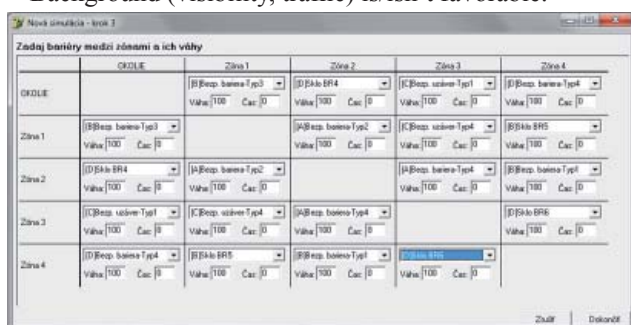 Background (visibility, traffic) is/isn't favorable.
Nová simulácia - krok 3
Zadaj bariéry medzi zónami a ich váhy
OKOLIE Zóna 1 Zóna 2 Zóna 3 Zóna 4
OKOLIE
[B]Bezp. bariera-Typ3 [D]Sklo BR4 [C]Bezp. uzáver-Typ1 [D]Bezp. bariera-Typ4
Váha: 100 Čas: 0 Váha: 100 Čas: 0 Váha: 100 Čas: 0 Váha: 100 Čas: 0
Zóna 1
[B]Bezp. bariera-Typ3 [A]Bezp. bariera-Typ2 [C]Bezp. uzáver-Typ4 [B]Sklo BR5
Váha: 100 Čas: 0 Váha: 100 Čas: 0 Váha: 100 Čas: 0 Váha: 100 Čas: 0
Zóna 2
[D]Sklo BR4 [A]Bezp. bariera-Typ2 [A]Bezp. bariera-Typ4 [B]Bezp. bariera-Typ1
Váha: 100 Čas: 0 Váha: 100 Čas: 0 Váha: 100 Čas: 0 Váha: 100 Čas: 0
Zóna 3
[C]Bezp. uzáver-Typ1 [C]Bezp. uzáver-Typ4 [A]Bezp. bariera-Typ4 [D]Sklo BR6
Váha: 100 Čas: 0 Váha: 100 Čas: 0 Váha: 100 Čas: 0 Váha: 100 Čas: 0
Zóna 4
[D]Bezp. bariera-Typ4 [B]Sklo BR5 [B]Bezp. bariera-Typ1 [D]Sklo BR6
Váha: 100 Čas: 0 Váha: 100 Čas: 0 Váha: 100 Čas: 0 Váha: 100 Čas: 0
Zrušiť Dokončiť